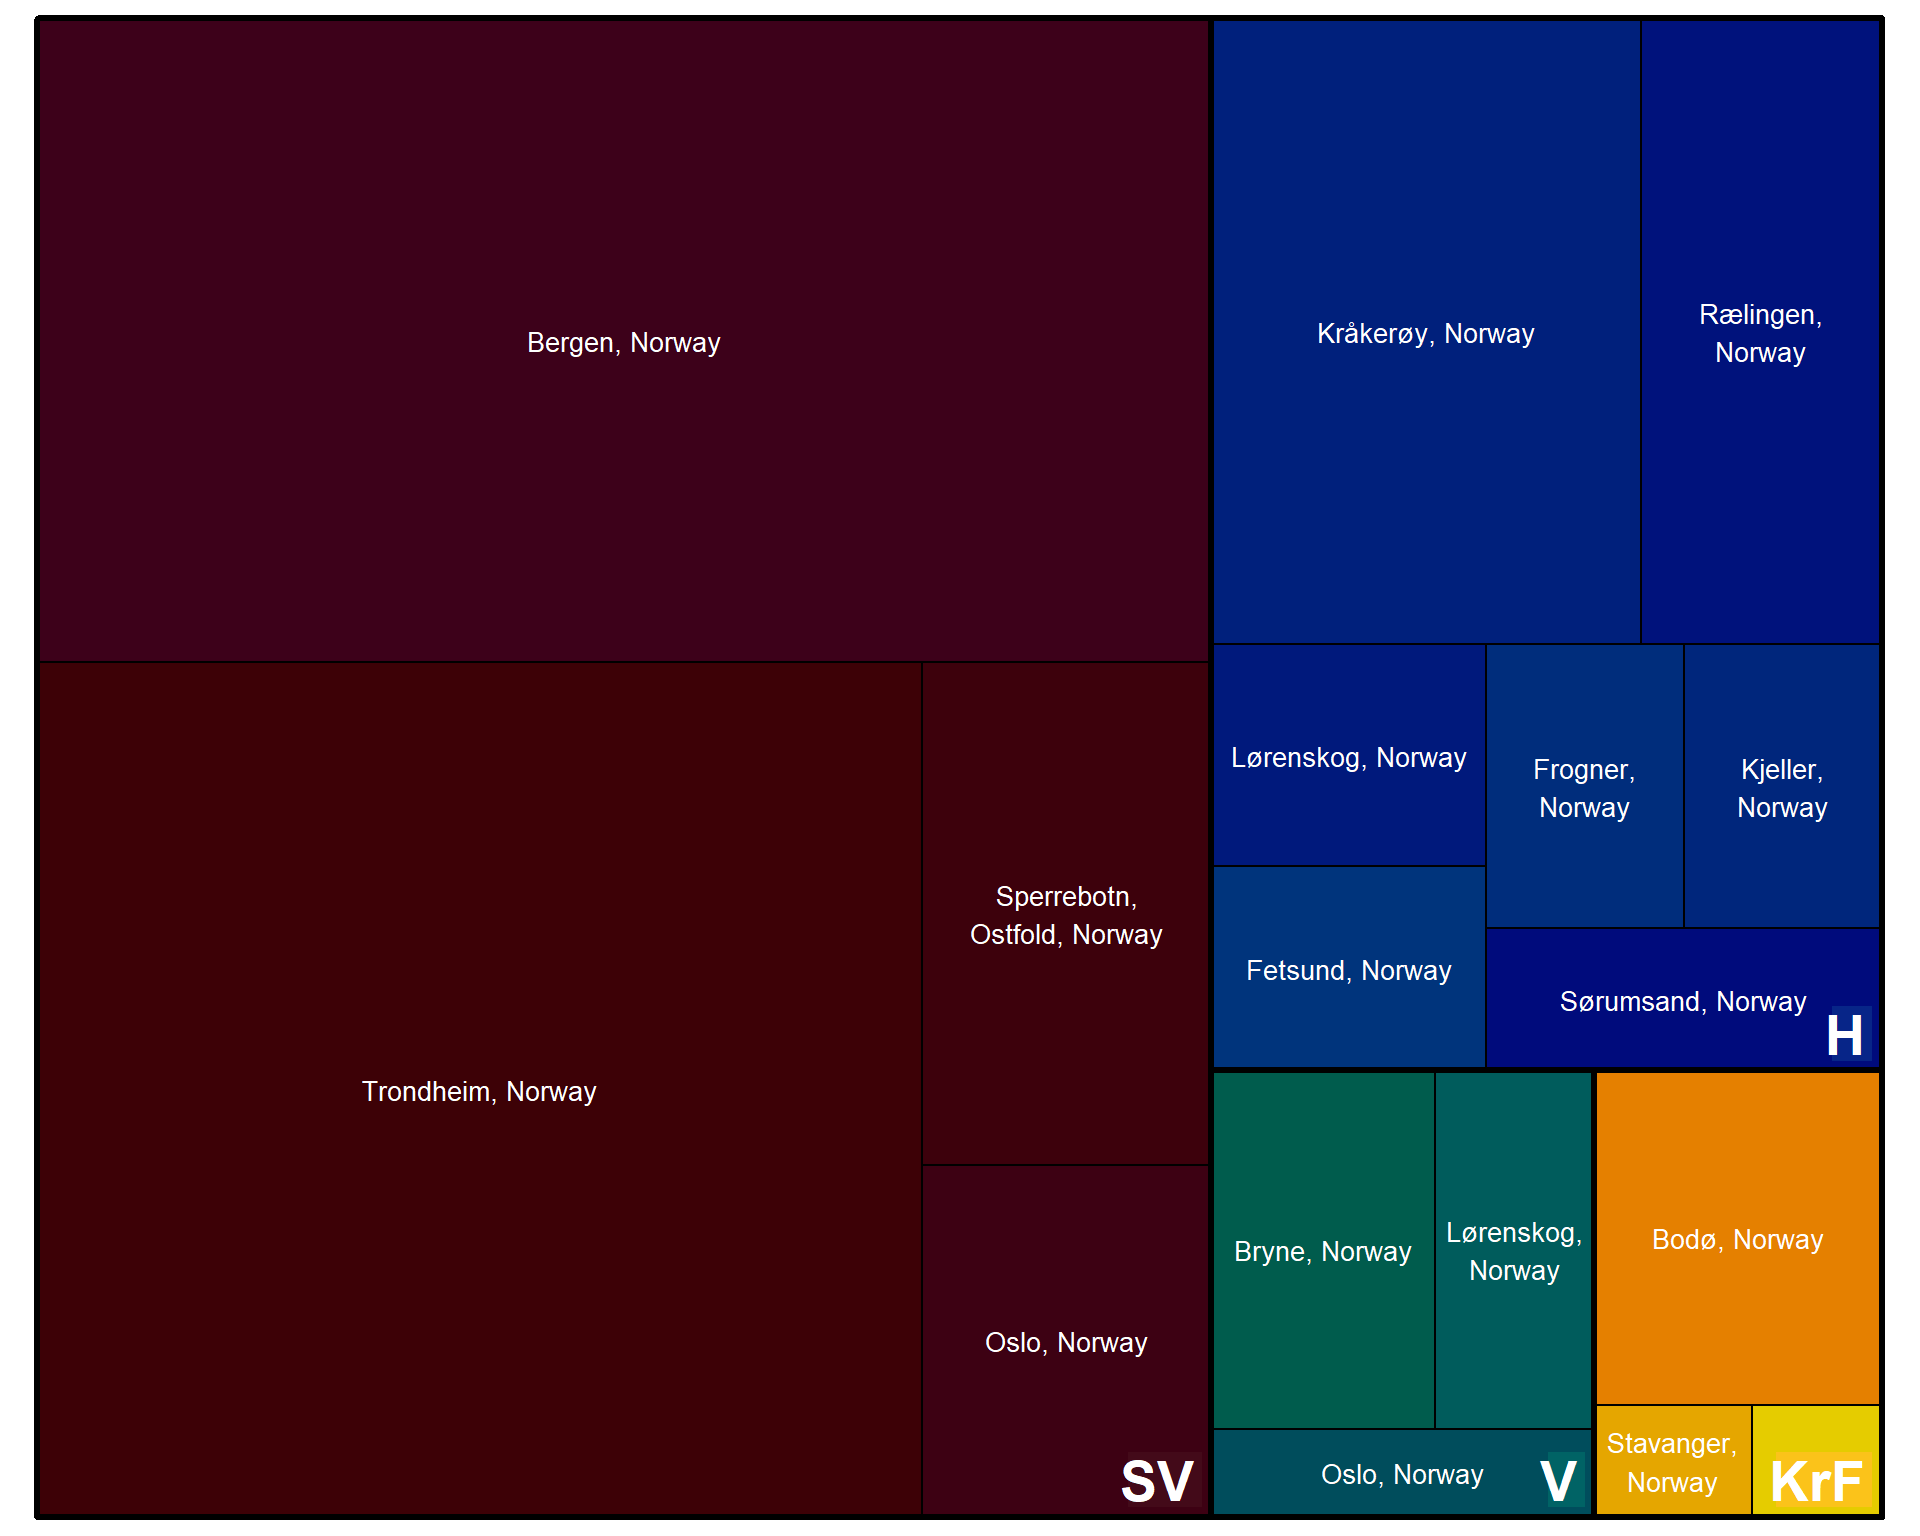 Bergen, Norway
Trondheim, Norway
Sperrebotn,
Ostfold, Norway
Oslo, Norway
SV
Kråkerøy, Norway
Rælingen,
Norway
Lørenskog, Norway
Frogner,
Norway
Kjeller,
Norway
Fetsund, Norway
Sørumsand, Norway
H
Bryne, Norway
Lørenskog,
Norway
Oslo, Norway
V
Bodø, Norway
Stavanger,
Norway
KrF